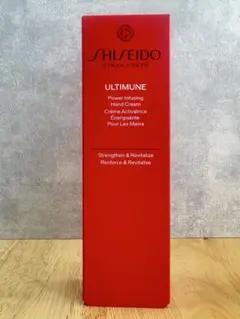 SHISEIDO
GINZA TOKYO
ULTIMUNE
Power Infusing
Hand Cream
Crème Activatrice
Énergisante
Pour Les Mains
Strengthen & Revitalize
Renforce & Revitalise